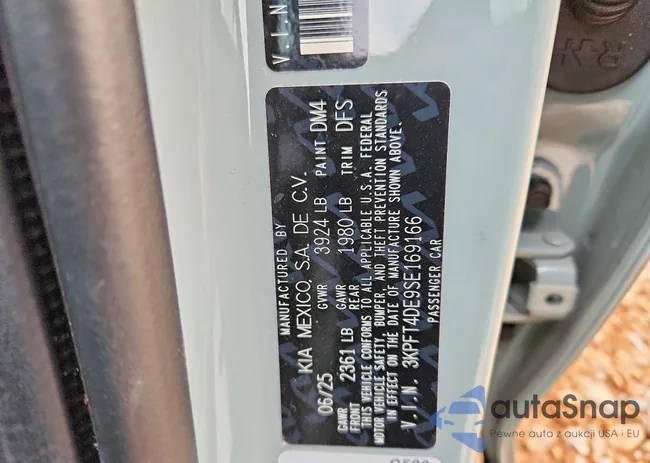 V.I.N
MANUFACTURED BY
KIA MEXICO, S.A. DE C.V.
06/25 GVWR 3924 LB PAINT DM4
GAWR FRONT 2361 LB GAWR REAR 1980 LB TRIM DFS
THIS VEHICLE CONFORMS TO ALL APPLICABLE U.S.A. FEDERAL
MOTOR VEHICLE SAFETY, BUMPER, AND THEFT PREVENTION STANDARDS
IN EFFECT ON THE DATE OF MANUFACTURE SHOWN ABOVE.
V.I.N. 3KPFT4DE9SE169166
PASSENGER CAR
autaSnap
Pewne auta z aukcji USA i EU